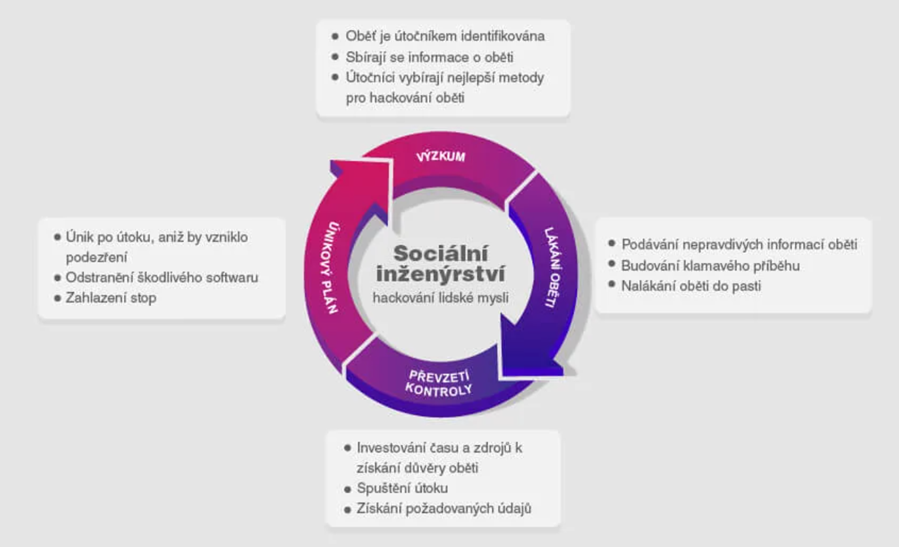 • Oběť je útočníkem identifikována
• Sbírají se informace o oběti
• Útočníci vybírají nejlepší metody
pro hackování oběti
VÝZKUM
LÁKÁNÍ OBĚTI
• Podávání nepravdivých informací oběti
• Budování klamavého příběhu
• Nalákání oběti do pasti
PŘEVZETÍ
KONTROLY
• Investování času a zdrojů k
získání důvěry oběti
• Spuštění útoku
• Získání požadovaných údajů
ÚNIKOVÝ PLÁN
• Únik po útoku, aniž by vzniklo
podezření
• Odstranění škodlivého softwaru
• Zahlazení stop
Sociální
inženýrství
hackování lidské mysli